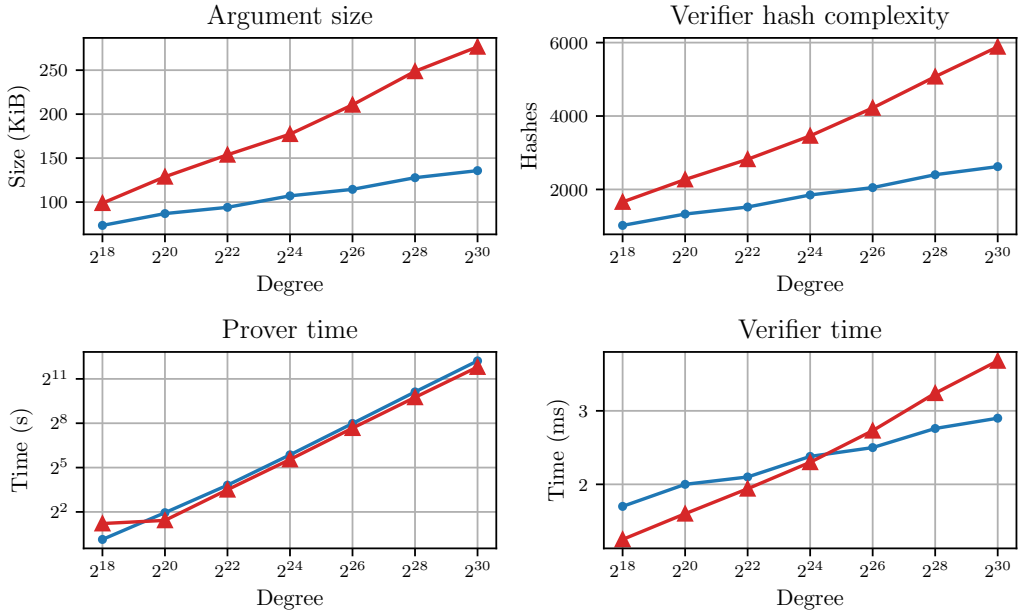 Argument size
Size (KiB)
250
200
150
100
2^18 2^20 2^22 2^24 2^26 2^28 2^30
Degree
Verifier hash complexity
Hashes
6000
4000
2000
2^18 2^20 2^22 2^24 2^26 2^28 2^30
Degree
Prover time
Time (s)
2^11
2^8
2^5
2^2
2^18 2^20 2^22 2^24 2^26 2^28 2^30
Degree
Verifier time
Time (ms)
3
2
2^18 2^20 2^22 2^24 2^26 2^28 2^30
Degree